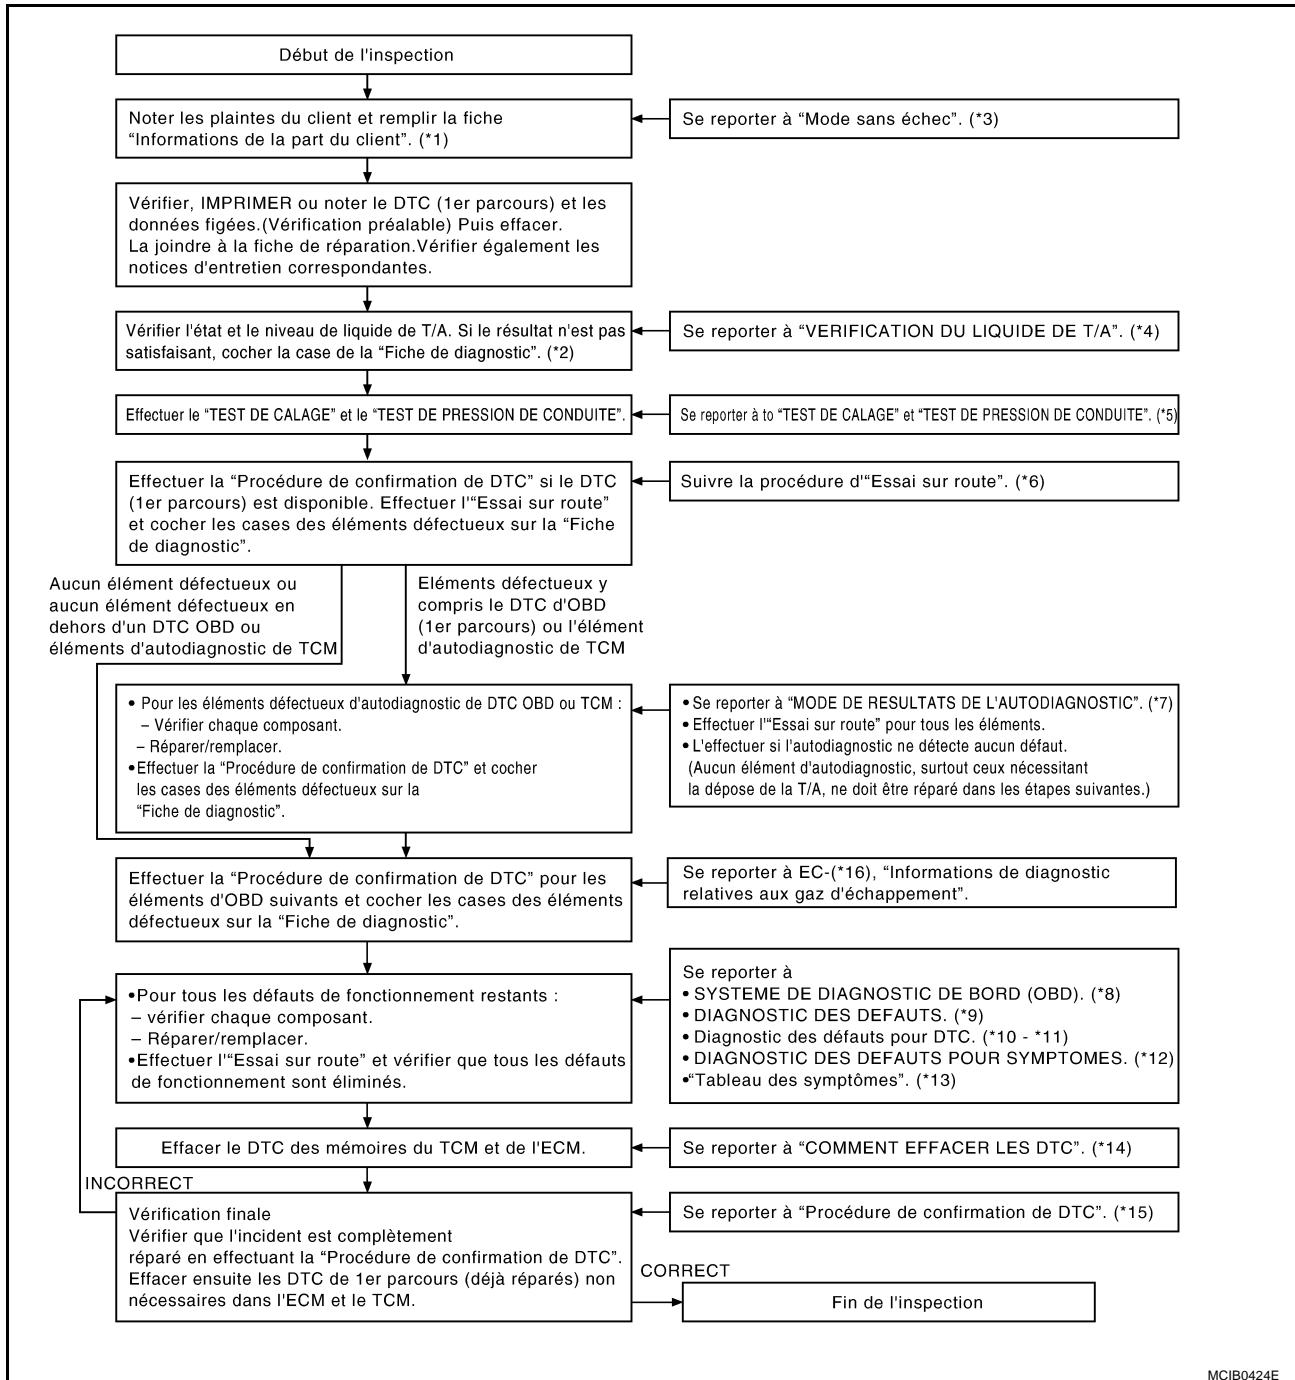 Début de l'inspection
Noter les plaintes du client et remplir la fiche
“Informations de la part du client”. (*1)
Se reporter à “Mode sans échec”. (*3)
Vérifier, IMPRIMER ou noter le DTC (1er parcours) et les
données figées.(Vérification préalable) Puis effacer.
La joindre à la fiche de réparation.Vérifier également les
notices d'entretien correspondantes.
Vérifier l'état et le niveau de liquide de T/A. Si le résultat n'est pas
satisfaisant, cocher la case de la “Fiche de diagnostic”. (*2)
Se reporter à “VERIFICATION DU LIQUIDE DE T/A”. (*4)
Effectuer le “TEST DE CALAGE” et le “TEST DE PRESSION DE CONDUITE”.
Se reporter à to “TEST DE CALAGE” et “TEST DE PRESSION DE CONDUITE”. (*5)
Effectuer la “Procédure de confirmation de DTC” si le DTC
(1er parcours) est disponible. Effectuer l'“Essai sur route”
et cocher les cases des éléments défectueux sur la “Fiche
de diagnostic”.
Suivre la procédure d'“Essai sur route”. (*6)
Aucun élément défectueux ou
aucun élément défectueux en
dehors d'un DTC OBD ou
éléments d'autodiagnostic de TCM
Eléments défectueux y
compris le DTC d'OBD
(1er parcours) ou l'élément
d'autodiagnostic de TCM
• Pour les éléments défectueux d'autodiagnostic de DTC OBD ou TCM :
– Vérifier chaque composant.
– Réparer/remplacer.
•Effectuer la “Procédure de confirmation de DTC” et cocher
les cases des éléments défectueux sur la
“Fiche de diagnostic”.
• Se reporter à “MODE DE RESULTATS DE L'AUTODIAGNOSTIC”. (*7)
• Effectuer l'“Essai sur route” pour tous les éléments.
• L'effectuer si l'autodiagnostic ne détecte aucun défaut.
(Aucun élément d'autodiagnostic, surtout ceux nécessitant
la dépose de la T/A, ne doit être réparé dans les étapes suivantes.)
Effectuer la “Procédure de confirmation de DTC” pour les
éléments d'OBD suivants et cocher les cases des éléments
défectueux sur la “Fiche de diagnostic”.
Se reporter à EC-(*16), “Informations de diagnostic
relatives aux gaz d'échappement”.
•Pour tous les défauts de fonctionnement restants :
– vérifier chaque composant.
– Réparer/remplacer.
•Effectuer l'“Essai sur route” et vérifier que tous les défauts
de fonctionnement sont éliminés.
Se reporter à
• SYSTEME DE DIAGNOSTIC DE BORD (OBD). (*8)
• DIAGNOSTIC DES DEFAUTS. (*9)
• Diagnostic des défauts pour DTC. (*10 - *11)
• DIAGNOSTIC DES DEFAUTS POUR SYMPTOMES. (*12)
•“Tableau des symptômes”. (*13)
Effacer le DTC des mémoires du TCM et de l'ECM.
Se reporter à “COMMENT EFFACER LES DTC”. (*14)
INCORRECT
Vérification finale
Vérifier que l'incident est complètement
réparé en effectuant la “Procédure de confirmation de DTC”.
Effacer ensuite les DTC de 1er parcours (déjà réparés) non
nécessaires dans l'ECM et le TCM.
Se reporter à “Procédure de confirmation de DTC”. (*15)
CORRECT
Fin de l'inspection
MCIB0424E